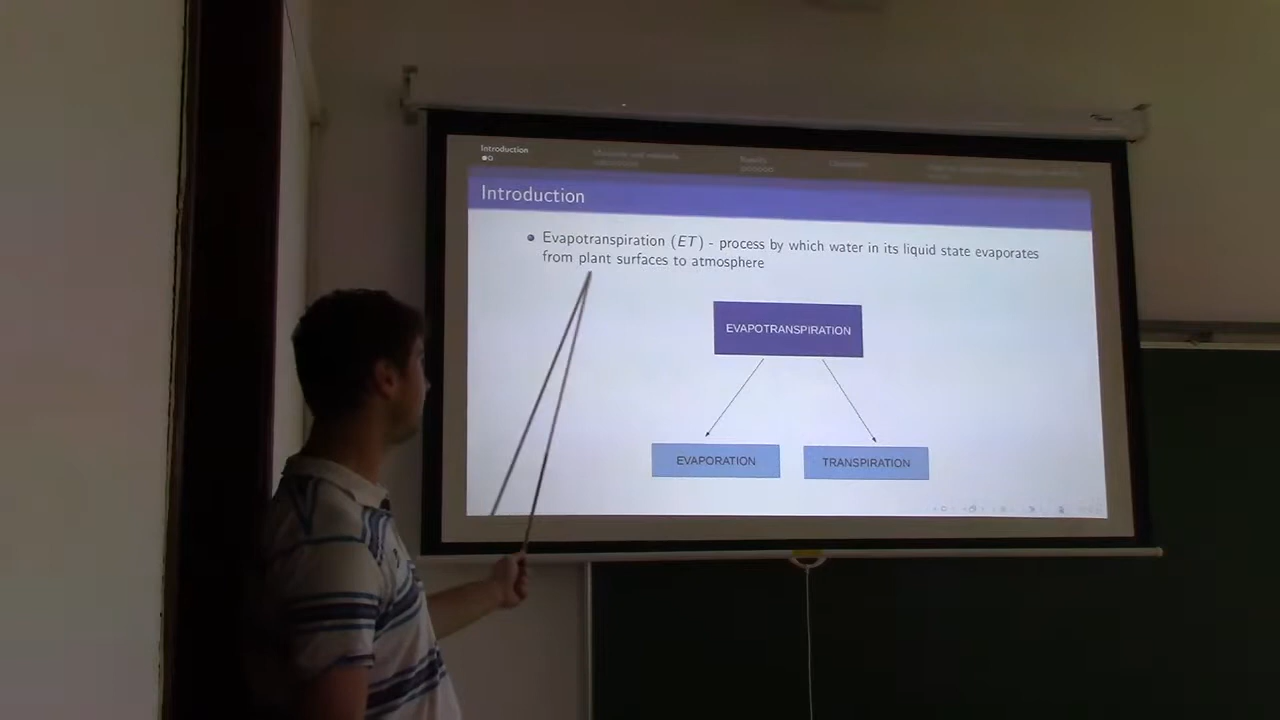 Introduction
Results
Introduction
Evapotranspiration (ET) - process by which water in its liquid state evaporates
from plant surfaces to atmosphere
EVAPOTRANSPIRATION
EVAPORATION
TRANSPIRATION